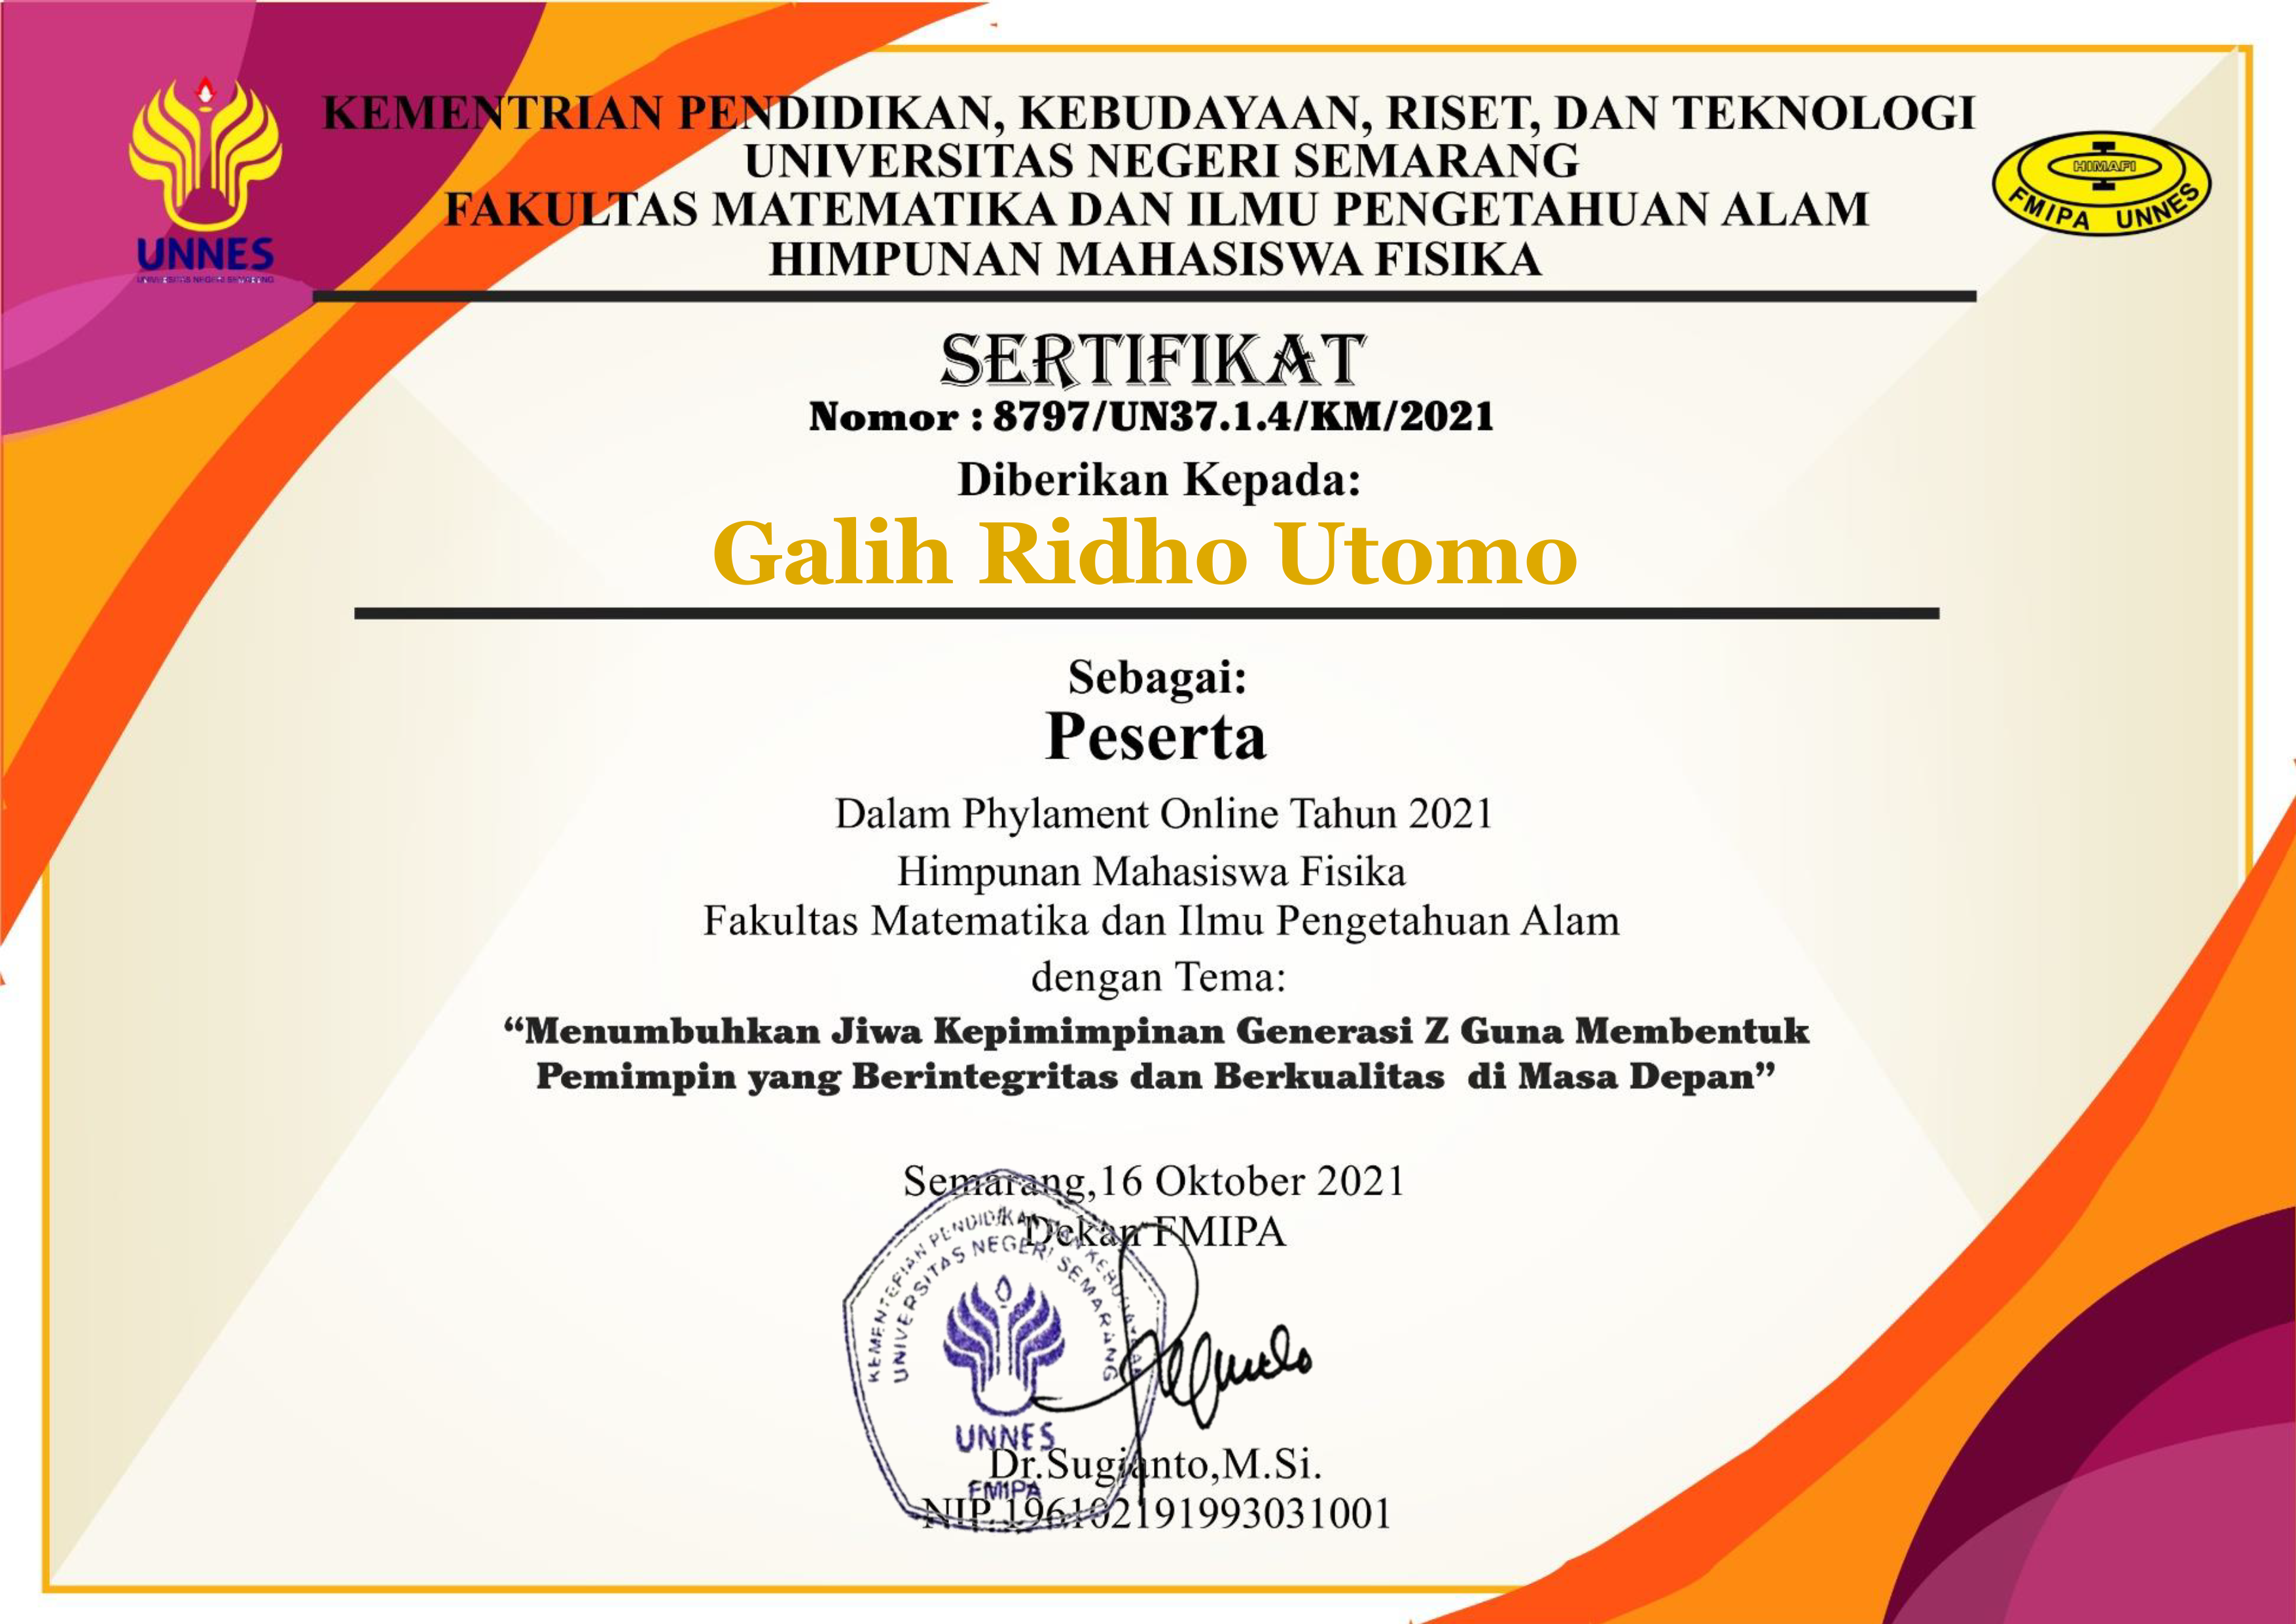 KEMENTRIAN PENDIDIKAN, KEBUDAYAAN, RISET, DAN TEKNOLOGI
UNIVERSITAS NEGERI SEMARANG
FAKULTAS MATEMATIKA DAN ILMU PENGETAHUAN ALAM
HIMPUNAN MAHASISWA FISIKA
UNNES
UNIVERSITAS NEGERI SEMARANG
HIMAFI
FMIPA UNNES
SERTIFIKAT
Nomor : 8797/UN37.1.4/KM/2021
Diberikan Kepada:
Galih Ridho Utomo
Sebagai:
Peserta
Dalam Phylament Online Tahun 2021
Himpunan Mahasiswa Fisika
Fakultas Matematika dan Ilmu Pengetahuan Alam
dengan Tema:
“Menumbuhkan Jiwa Kepimimpinan Generasi Z Guna Membentuk
Pemimpin yang Berintegritas dan Berkualitas di Masa Depan”
Semarang,16 Oktober 2021
Dekan FMIPA
KEMENTERIAN PENDIDIKAN DAN KEBUDAYAAN
UNIVERSITAS NEGERI SEMARANG
UNNES
FMIPA
Dr.Sugianto,M.Si.
NIP.196102191993031001